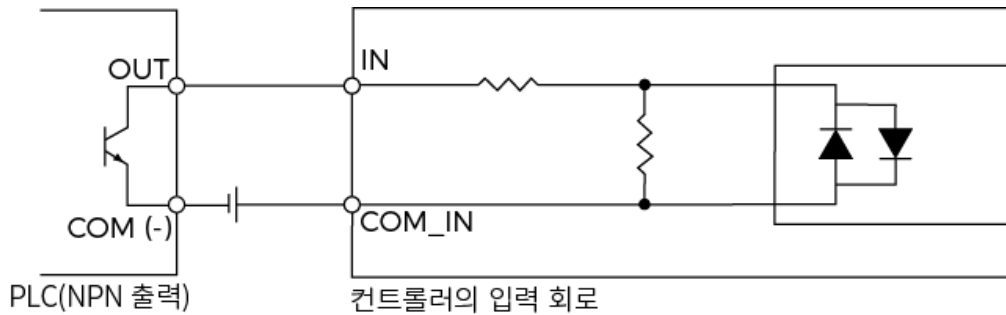 OUT
IN
COM (-)
COM_IN
PLC(NPN 출력)
컨트롤러의 입력 회로